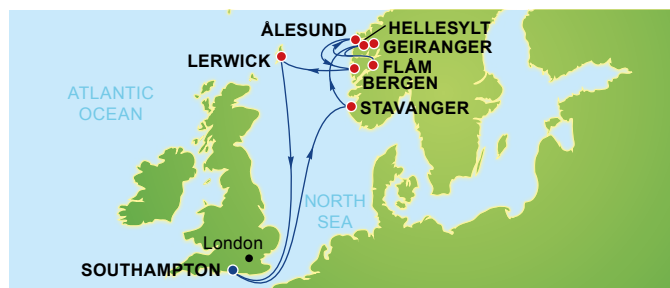 ÅLESUND
HELLESYLT
GEIRANGER
LERWICK
FLÅM
BERGEN
ATLANTIC
OCEAN
STAVANGER
NORTH
SEA
London
SOUTHAMPTON